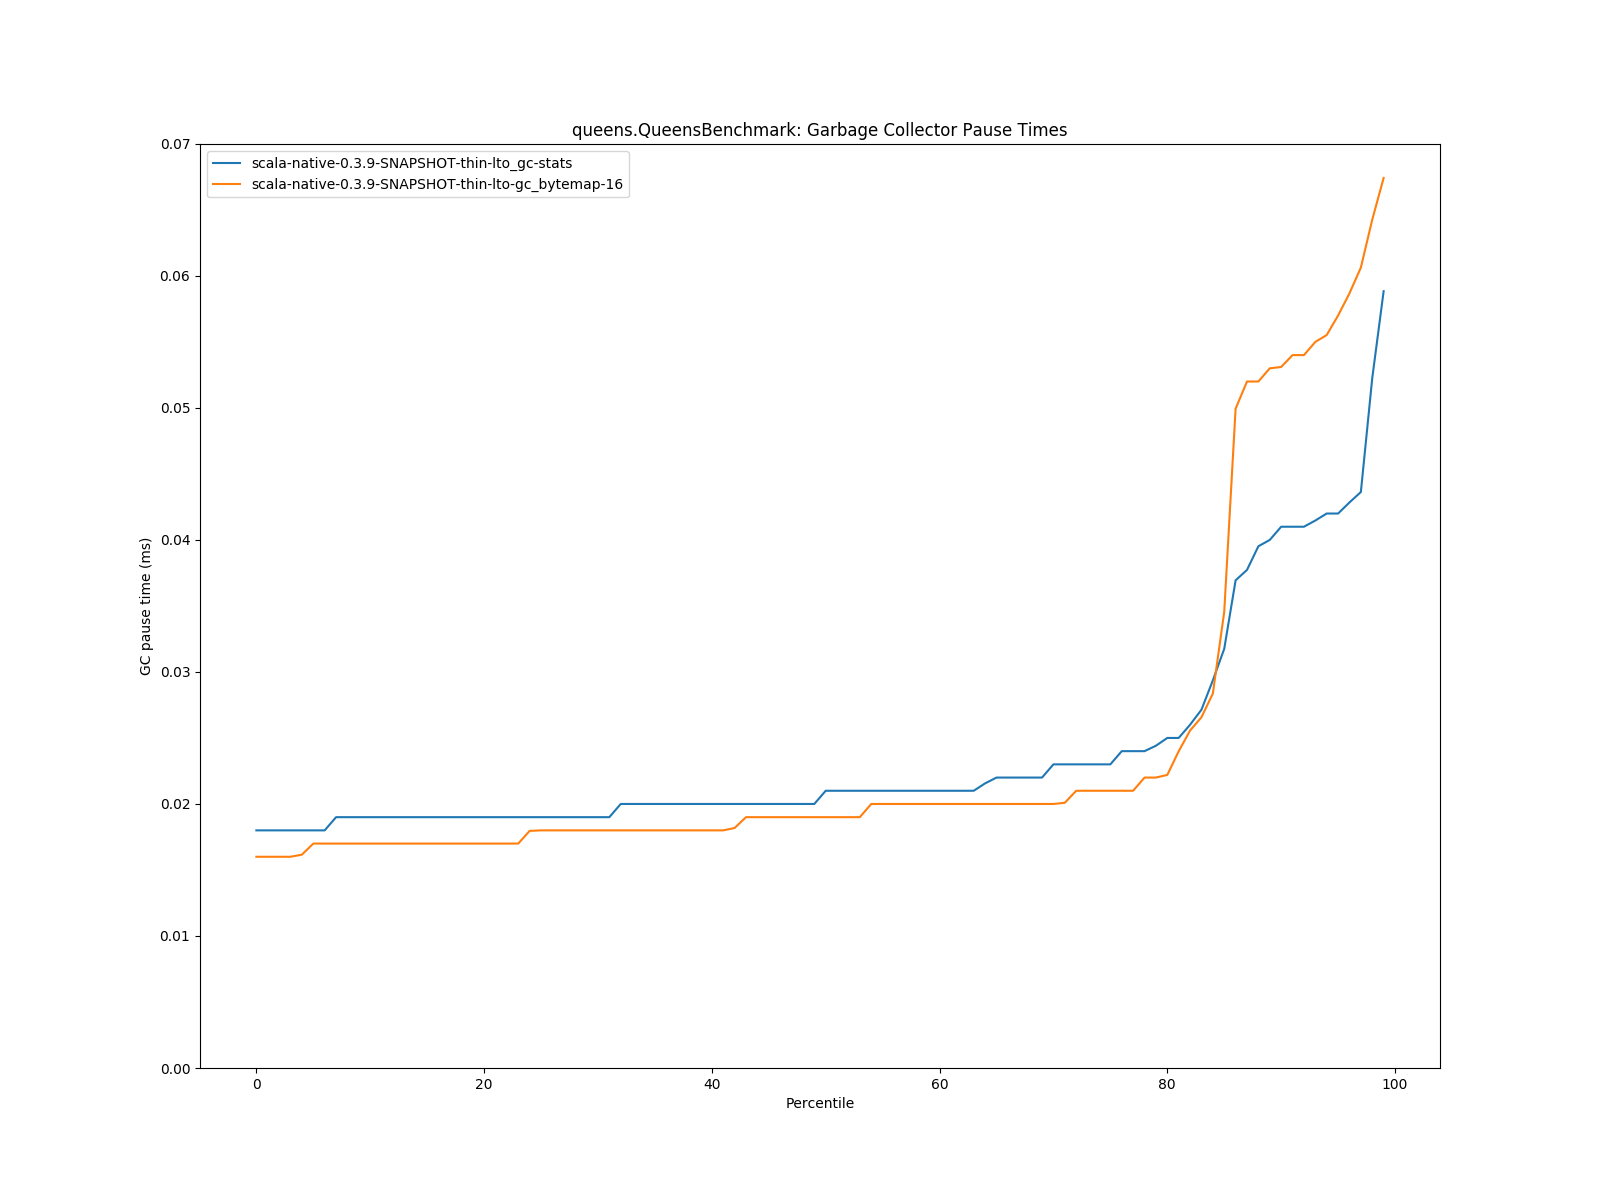 queens.QueensBenchmark: Garbage Collector Pause Times
scala-native-0.3.9-SNAPSHOT-thin-lto_gc-stats
scala-native-0.3.9-SNAPSHOT-thin-lto-gc_bytemap-16
GC pause time (ms)
0.07
0.06
0.05
0.04
0.03
0.02
0.01
0.00
0 20 40 60 80 100
Percentile